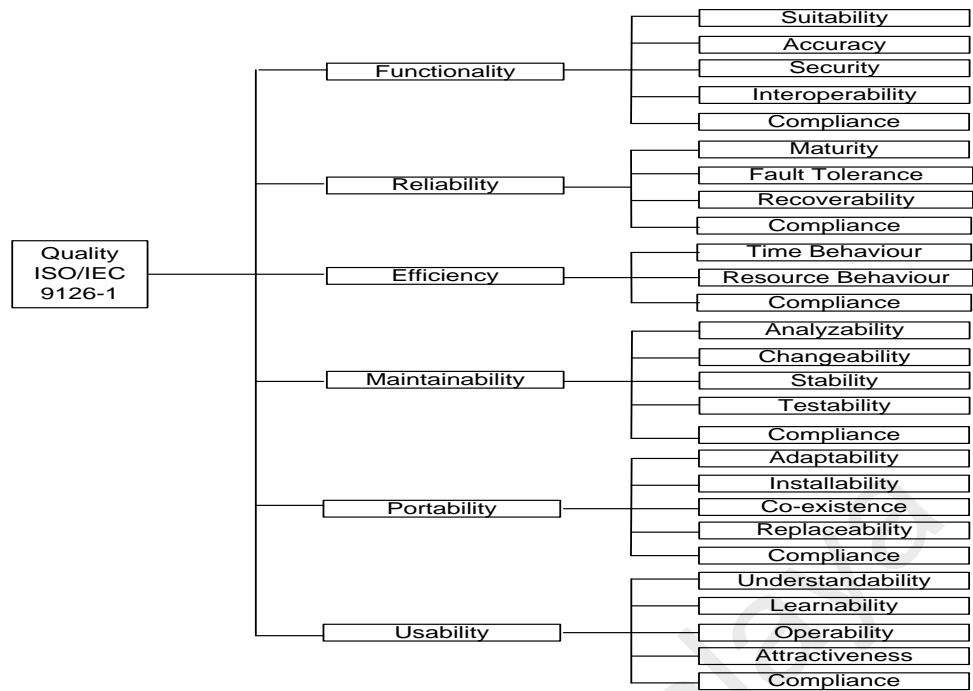 Quality
ISO/IEC
9126-1
Functionality
Suitability
Accuracy
Security
Interoperability
Compliance
Reliability
Maturity
Fault Tolerance
Recoverability
Compliance
Efficiency
Time Behaviour
Resource Behaviour
Compliance
Maintainability
Analyzability
Changeability
Stability
Testability
Compliance
Portability
Adaptability
Installability
Co-existence
Replaceability
Compliance
Usability
Understandability
Learnability
Operability
Attractiveness
Compliance
laya